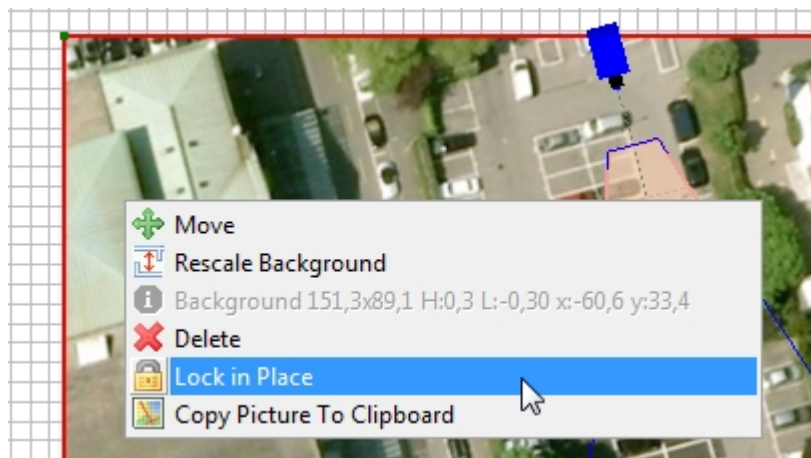 Move
Rescale Background
Background 151,3x89,1 H:0,3 L:-0,30 x:-60,6 y:33,4
Delete
Lock in Place
Copy Picture To Clipboard